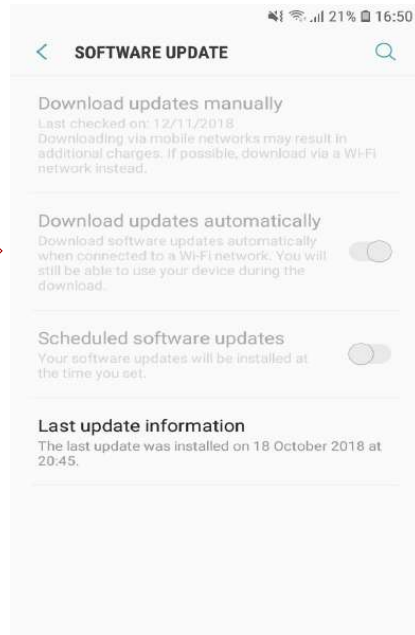 21% 16:50
SOFTWARE UPDATE
Download updates manually
Last checked on: 12/11/2018
Downloading via mobile networks may result in
additional charges. If possible, download via a Wi-Fi
network instead.
Download updates automatically
Download software updates automatically
when connected to a Wi-Fi network. You will
still be able to use your device during the
download.
Scheduled software updates
Your software updates will be installed at
the time you set.
Last update information
The last update was installed on 18 October 2018 at
20:45.